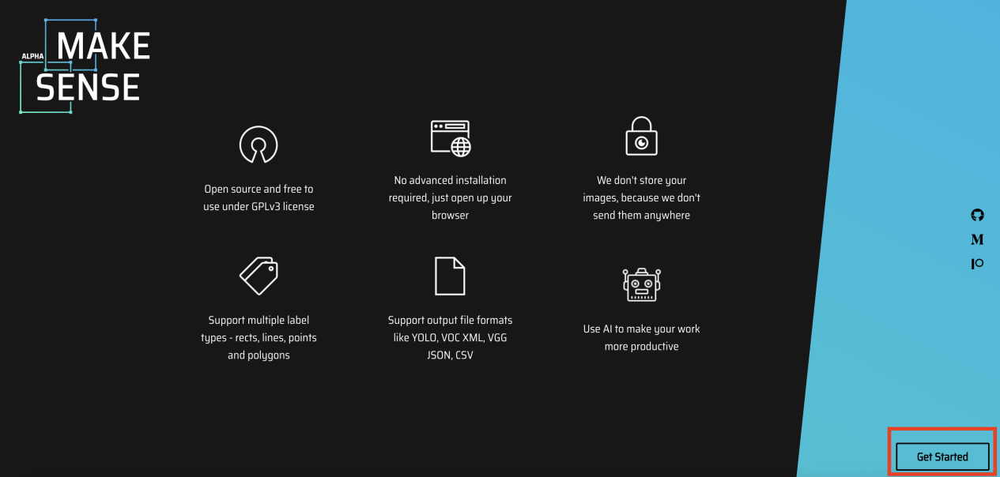 MAKE
ALPHA
SENSE
Open source and free to
use under GPLv3 license
No advanced installation
required, just open up your
browser
We don't store your
images, because we don't
send them anywhere
Support multiple label
types - rects, lines, points
and polygons
Support output file formats
like YOLO, VOC XML, VGG
JSON, CSV
Use AI to make your work
more productive
M
Get Started